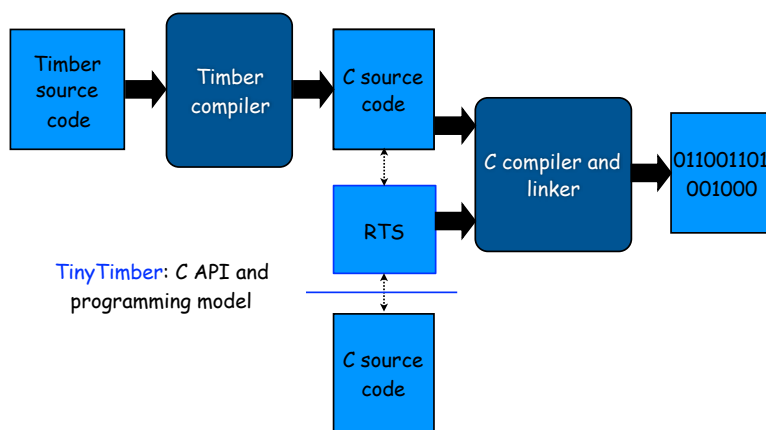 Timber
source
code
Timber
compiler
C source
code
C compiler and
linker
011001101
001000
RTS
TinyTimber: C API and
programming model
C source
code